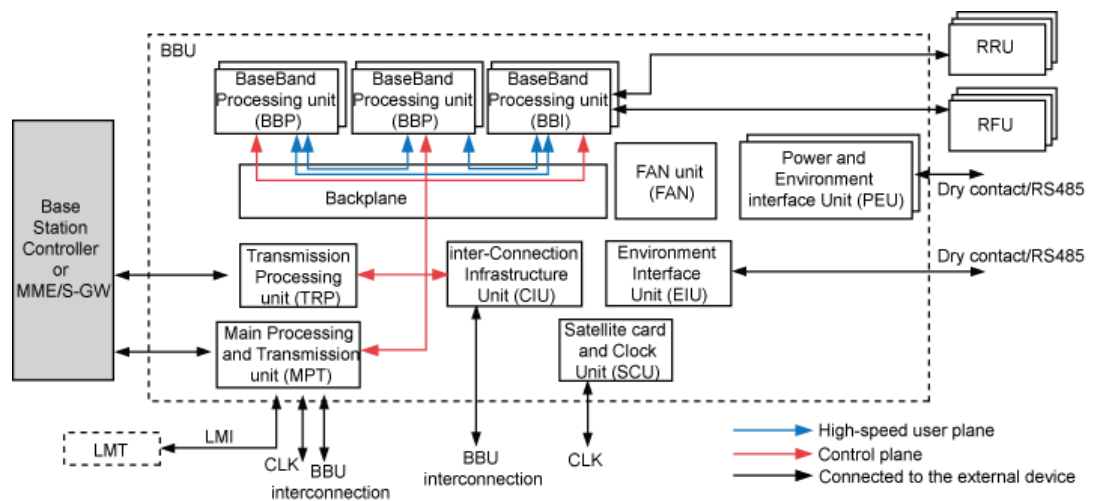 BBU
BaseBand
Processing unit
(BBP)
BaseBand
Processing unit
(BBP)
BaseBand
Processing unit
(BBI)
RRU
RFU
Backplane
FAN unit
(FAN)
Power and
Environment
interface Unit (PEU)
Dry contact/RS485
Base
Station
Controller
or
MME/S-GW
Transmission
Processing
unit (TRP)
inter-Connection
Infrastructure
Unit (CIU)
Environment
Interface
Unit (EIU)
Dry contact/RS485
Main Processing
and Transmission
unit (MPT)
Satellite card
and Clock
Unit (SCU)
LMT
LMI
CLK
BBU
interconnection
BBU
interconnection
CLK
High-speed user plane
Control plane
Connected to the external device